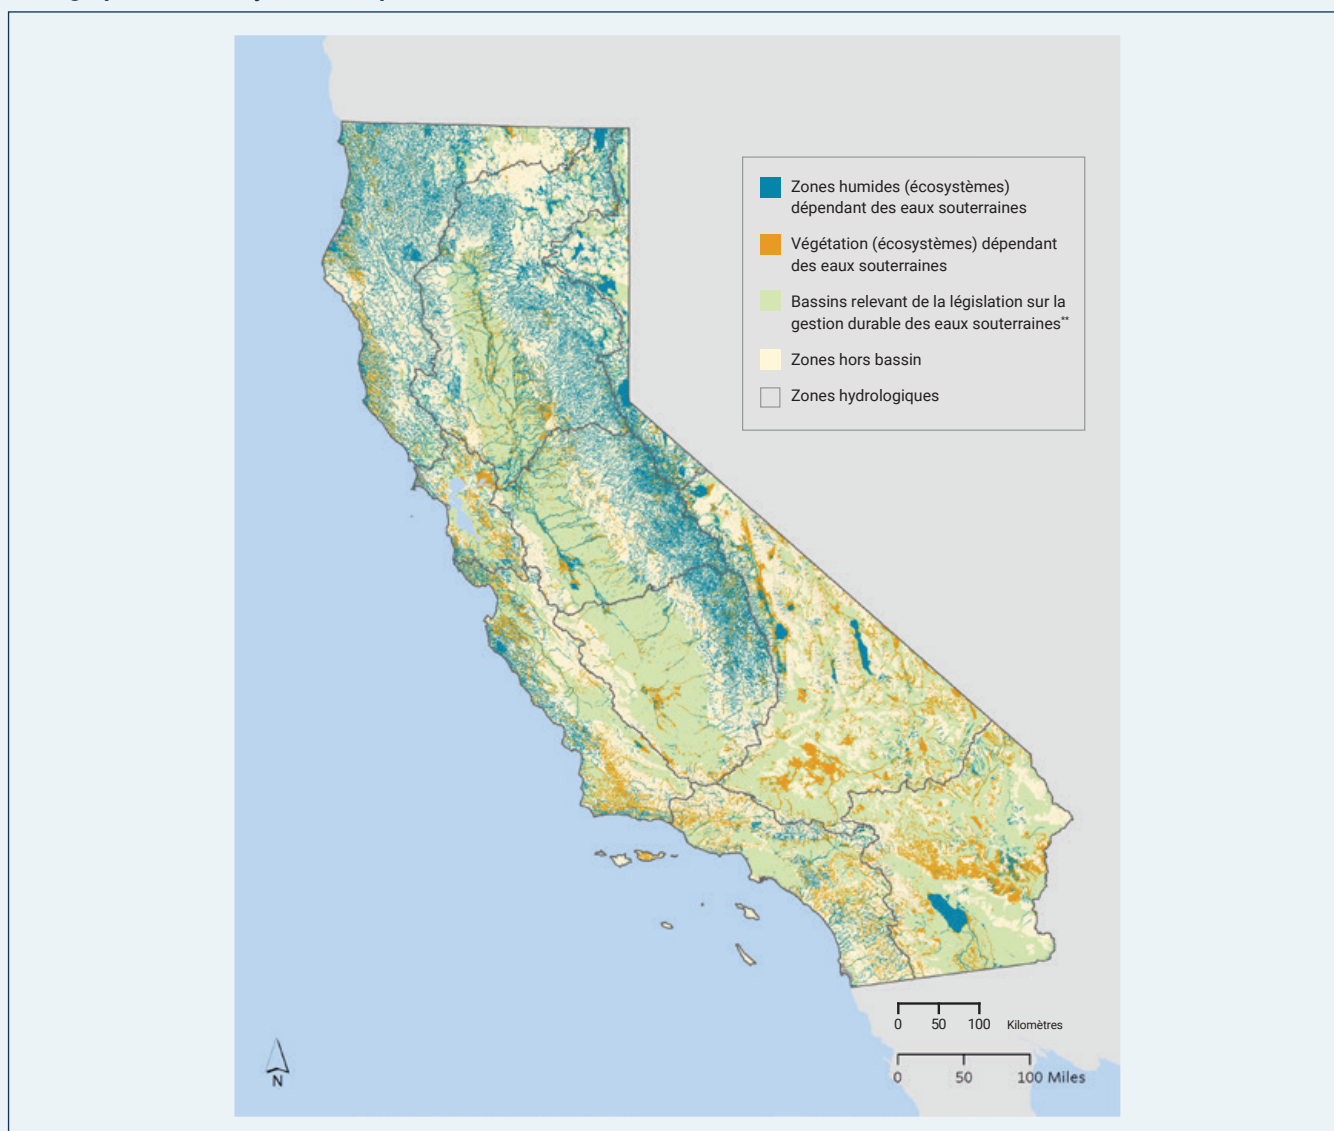 Zones humides (écosystèmes)
dépendant des eaux souterraines
Végétation (écosystèmes) dépendant
des eaux souterraines
Bassins relevant de la législation sur la
gestion durable des eaux souterraines**
Zones hors bassin
Zones hydrologiques
0 50 100 Kilomètres
0 50 100 Miles
N